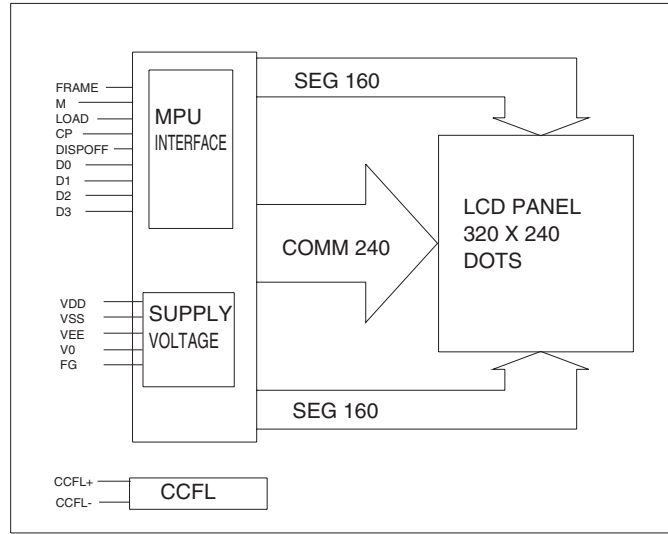 FRAME
M
LOAD
CP
DISPOFF
D0
D1
D2
D3
MPU
INTERFACE
VDD
VSS
VEE
V0
FG
SUPPLY
VOLTAGE
CCFL+
CCFL-
CCFL
SEG 160
COMM 240
SEG 160
LCD PANEL
320 X 240
DOTS